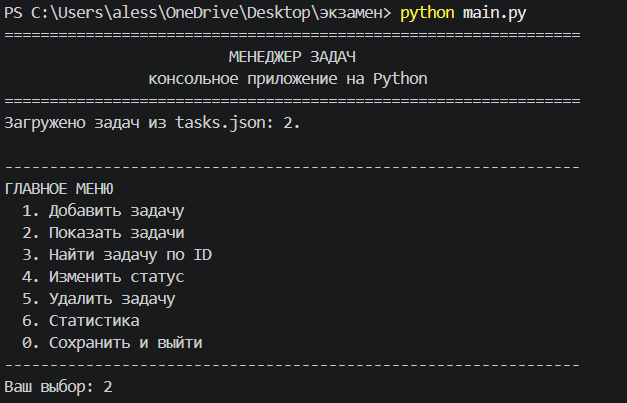 PS C:\Users\aless\OneDrive\Desktop\экзамен> python main.py
================================================================
МЕНЕДЖЕР ЗАДАЧ
консольное приложение на Python
================================================================
Загружено задач из tasks.json: 2.
----------------------------------------------------------------
ГЛАВНОЕ МЕНЮ
1. Добавить задачу
2. Показать задачи
3. Найти задачу по ID
4. Изменить статус
5. Удалить задачу
6. Статистика
0. Сохранить и выйти
----------------------------------------------------------------
Ваш выбор: 2